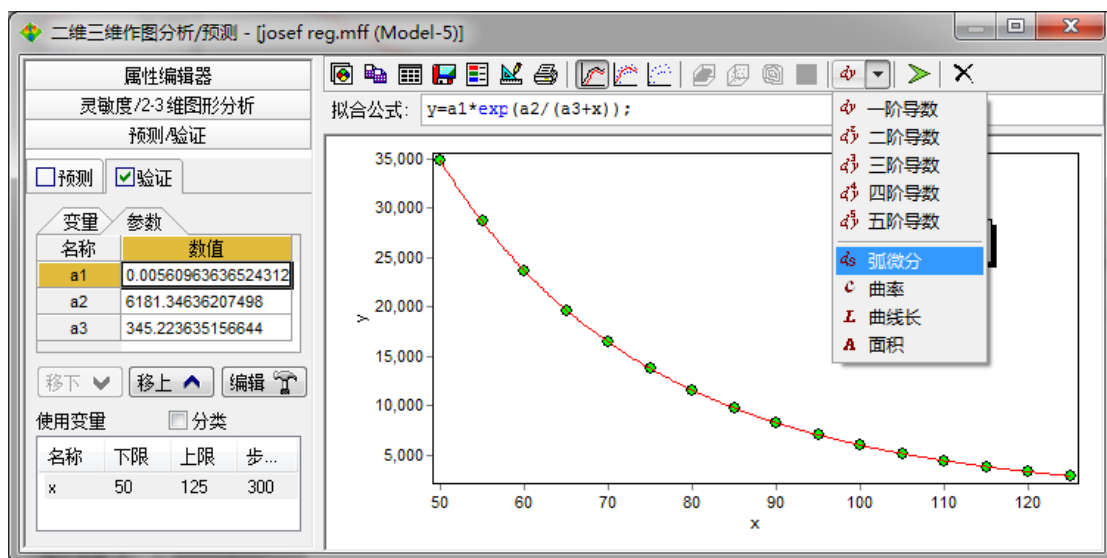 二维三维作图分析/预测 - [josef reg.mff (Model-5)]
属性编辑器
灵敏度/2-3维图形分析
预测/验证
预测 验证
变量 参数
名称 数值
a1 0.00560963636524312
a2 6181.34636207498
a3 345.223635156644
移下 移上 编辑
使用变量 分类
名称 下限 上限 步...
x 50 125 300
dy
拟合公式: y=a1*exp(a2/(a3+x));
35,000
30,000
25,000
20,000
15,000
10,000
5,000
y
50 60 70 80 90 100 110 120
x
dy 一阶导数
d²y 二阶导数
d³y 三阶导数
d⁴y 四阶导数
d⁵y 五阶导数
ds 弧微分
C 曲率
L 曲线长
A 面积